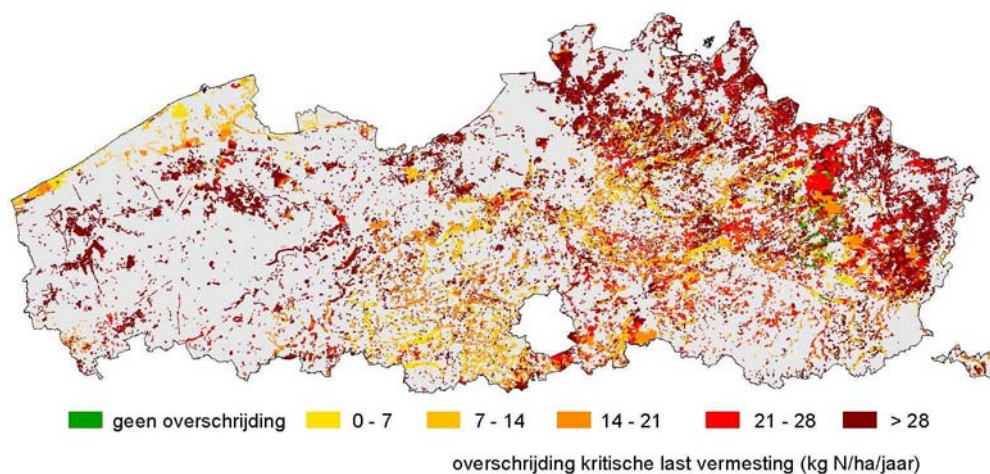 geen overschrijding 0 - 7 7 - 14 14 - 21 21 - 28 > 28
overschrijding kritische last vermesting (kg N/ha/jaar)